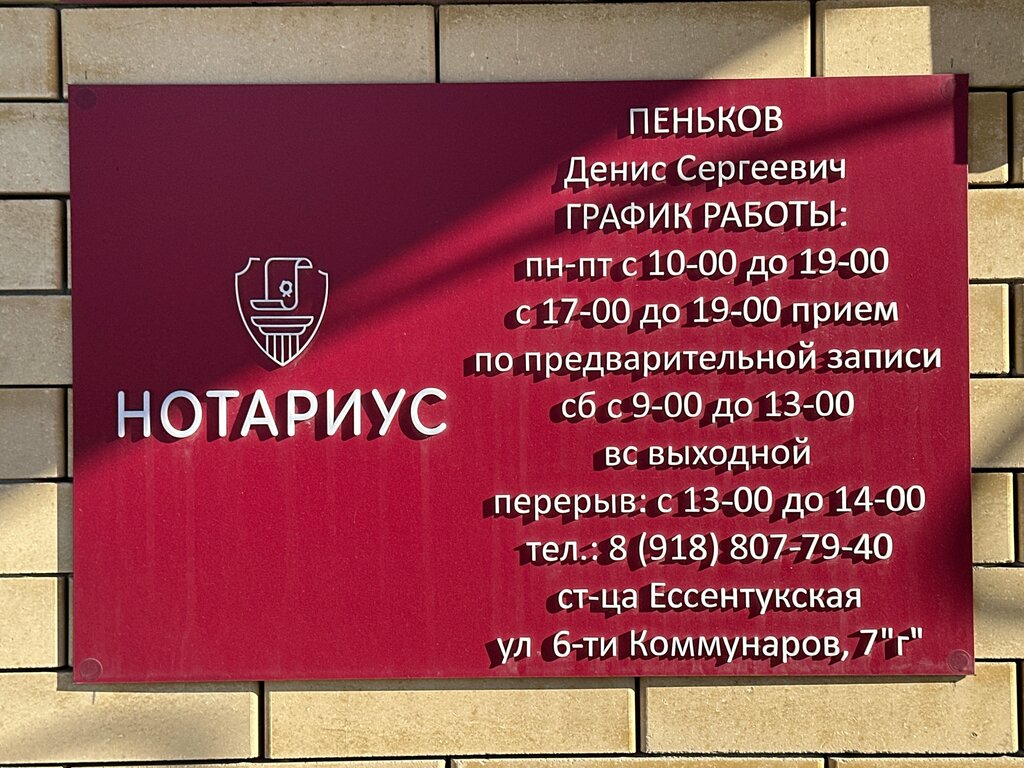 НОТАРИУС
ПЕНЬКОВ
Денис Сергеевич
ГРАФИК РАБОТЫ:
пн-пт с 10-00 до 19-00
с 17-00 до 19-00 прием
по предварительной записи
сб с 9-00 до 13-00
вс выходной
перерыв: с 13-00 до 14-00
тел.: 8 (918) 807-79-40
ст-ца Ессентукская
ул 6-ти Коммунаров, 7"г"